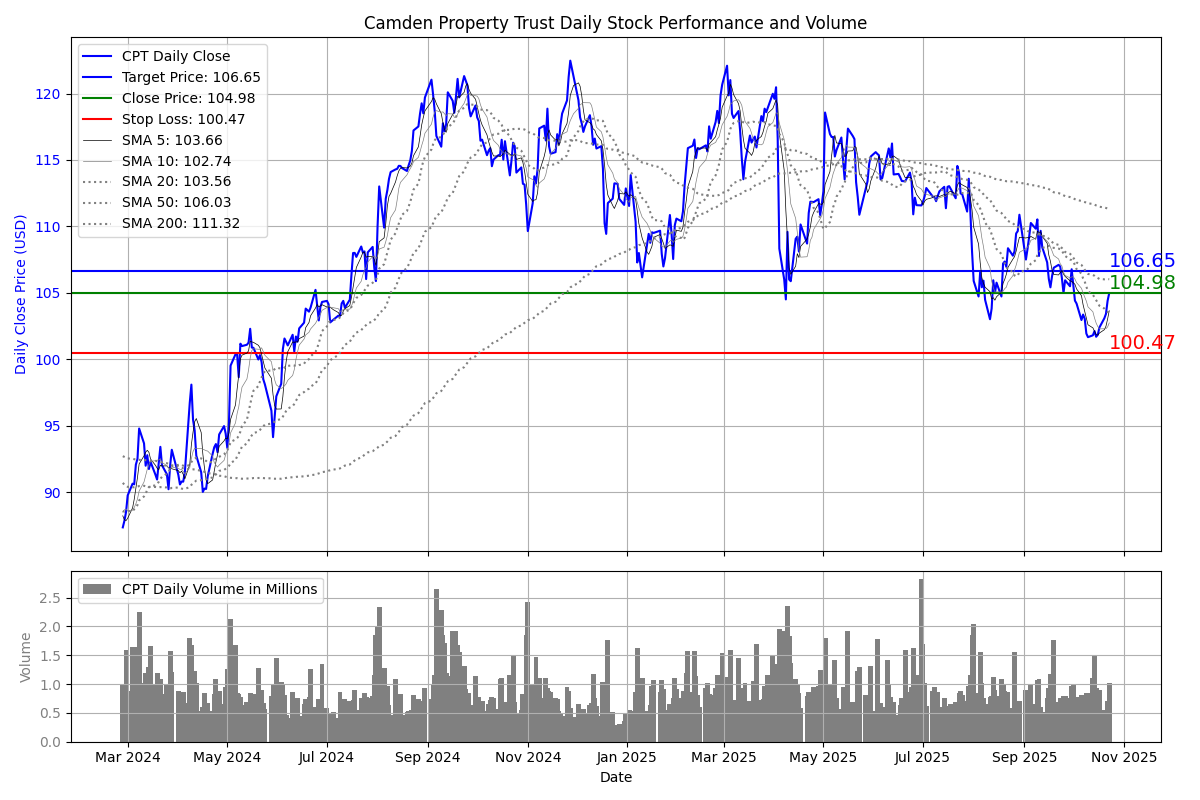 Camden Property Trust Daily Stock Performance and Volume
CPT Daily Close
Target Price: 106.65
Close Price: 104.98
Stop Loss: 100.47
SMA 5: 103.66
SMA 10: 102.74
SMA 20: 103.56
SMA 50: 106.03
SMA 200: 111.32
Daily Close Price (USD)
120
115
110
105
100
95
90
106.65
104.98
100.47
CPT Daily Volume in Millions
Volume
2.5
2.0
1.5
1.0
0.5
0.0
Mar 2024 May 2024 Jul 2024 Sep 2024 Nov 2024 Jan 2025 Mar 2025 May 2025 Jul 2025 Sep 2025 Nov 2025
Date